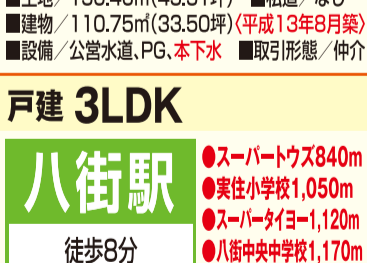 ■建物/110.75㎡(33.50坪)〈平成13年8月築〉
■設備/公営水道、PG、本下水 ■取引形態/仲介
戸建 3LDK
八街駅
徒歩8分
●スーパートウズ840m
●実住小学校1,050m
●スーパータイヨー1,120m
●八街中央中学校1,170m